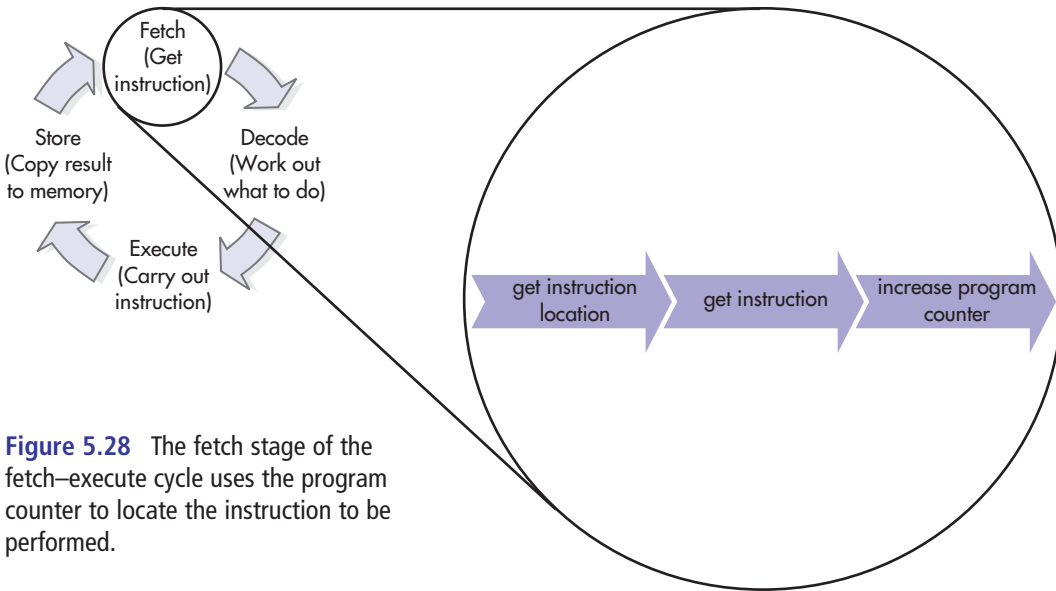 Fetch
(Get
instruction)
Decode
(Work out
what to do)
Execute
(Carry out
instruction)
Store
(Copy result
to memory)
get instruction
location
get instruction
increase program
counter
Figure 5.28 The fetch stage of the
fetch–execute cycle uses the program
counter to locate the instruction to be
performed.